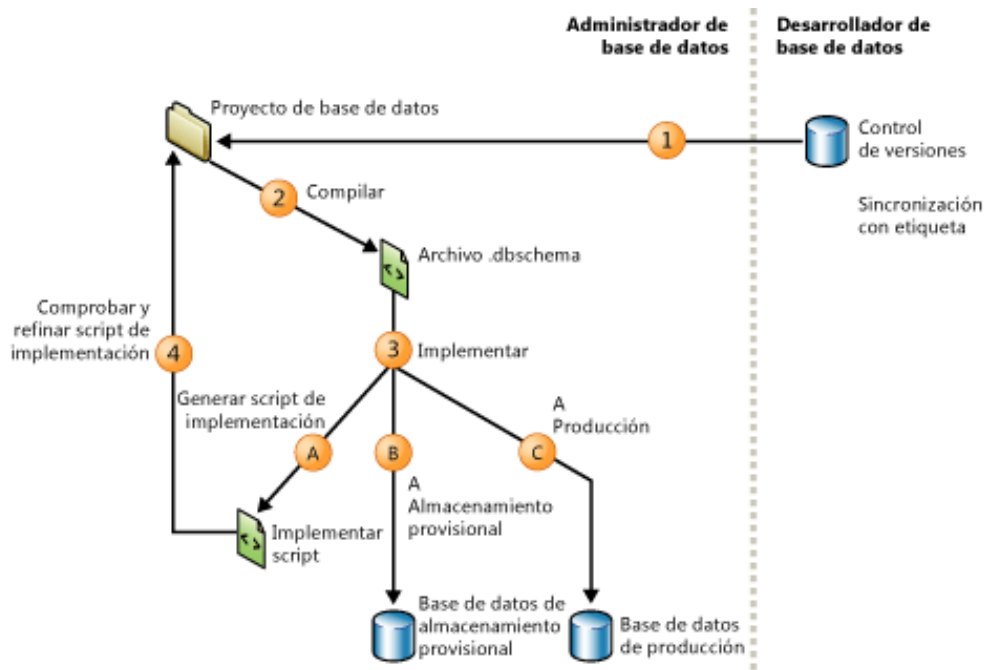 Administrador de
base de datos
Desarrollador de
base de datos
Proyecto de base de datos
1
Control
de versiones
2
Compilar
Sincronización
con etiqueta
Archivo .dbschema
Comprobar y
refinar script de
implementación
4
3
Implementar
Generar script de
implementación
A
Producción
A
B
C
A
Almacenamiento
provisional
Implementar
script
Base de datos de
almacenamiento
provisional
Base de datos
de producción